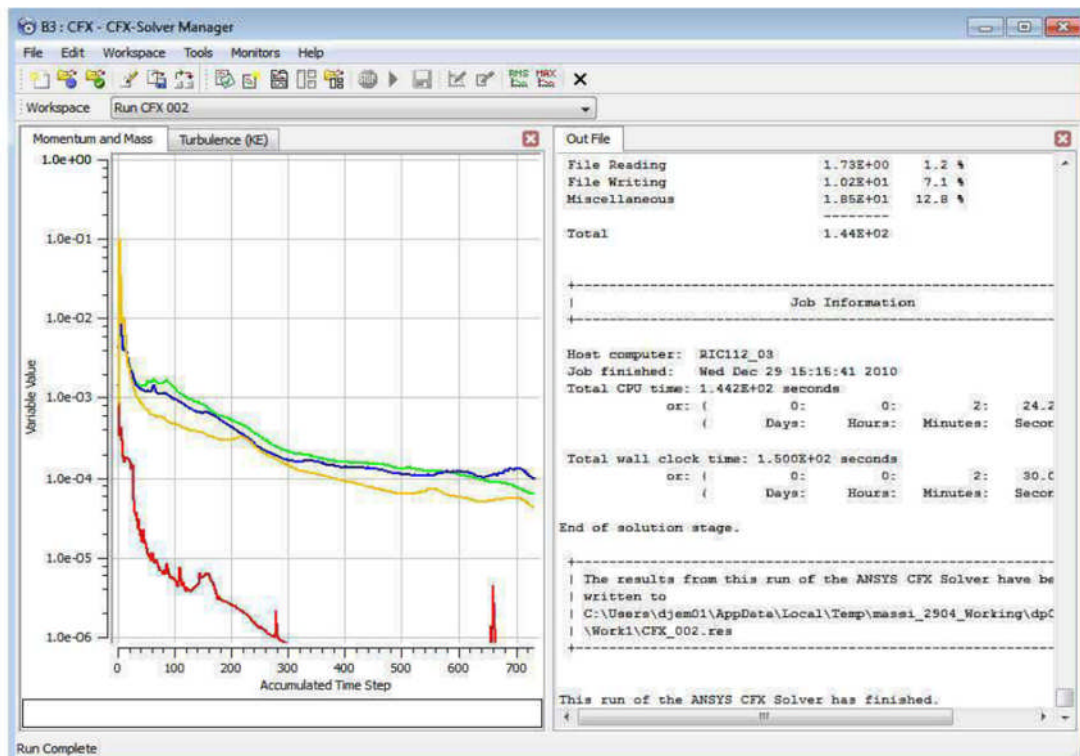 B3 : CFX - CFX-Solver Manager
File Edit Workspace Tools Monitors Help
RMS MAX
Workspace Run CFX 002
Momentum and Mass Turbulence (KE)
1.0e+00
1.0e-01
1.0e-02
1.0e-03
1.0e-04
1.0e-05
1.0e-06
Variable Value
0 100 200 300 400 500 600 700
Accumulated Time Step
Out File
File Reading 1.73E+00 1.2 %
File Writing 1.02E+01 7.1 %
Miscellaneous 1.85E+01 12.8 %
--------
Total 1.44E+02
+--------------------------------------------------------------------
| Job Information
+--------------------------------------------------------------------
Host computer: RIC112_03
Job finished: Wed Dec 29 15:15:41 2010
Total CPU time: 1.442E+02 seconds
or: ( 0: 0: 2: 24.2
( Days: Hours: Minutes: Secon
Total wall clock time: 1.500E+02 seconds
or: ( 0: 0: 2: 30.0
( Days: Hours: Minutes: Secon
End of solution stage.
+--------------------------------------------------------------------
| The results from this run of the ANSYS CFX Solver have be
| written to
| C:\Users\djem01\AppData\Local\Temp\massi_2904_Working\dp0
| \Work1\CFX_002.res
+--------------------------------------------------------------------
This run of the ANSYS CFX Solver has finished.
Run Complete